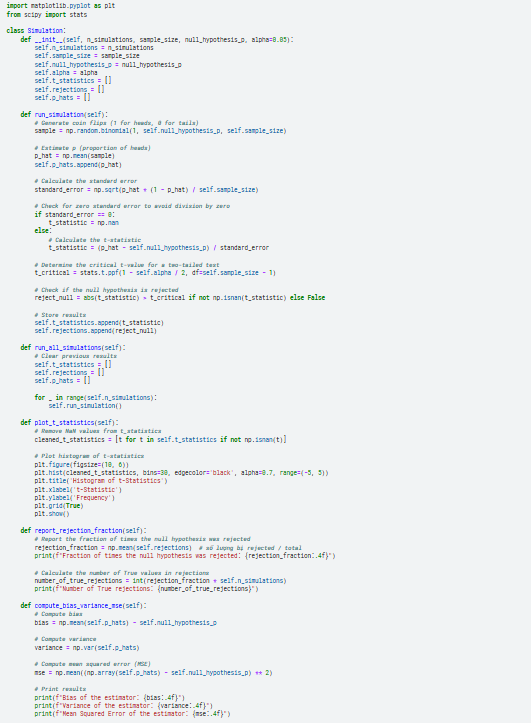 import matplotlib.pyplot as plt
from scipy import stats
class Simulation:
def __init__(self, n_simulations, sample_size, null_hypothesis_p, alpha=0.05):
self.n_simulations = n_simulations
self.sample_size = sample_size
self.null_hypothesis_p = null_hypothesis_p
self.alpha = alpha
self.t_statistics = []
self.rejections = []
self.p_hats = []
def run_simulation(self):
# Generate coin flips (1 for heads, 0 for tails)
sample = np.random.binomial(1, self.null_hypothesis_p, self.sample_size)
# Estimate p (proportion of heads)
p_hat = np.mean(sample)
self.p_hats.append(p_hat)
# Calculate the standard error
standard_error = np.sqrt(p_hat * (1 - p_hat) / self.sample_size)
# Check for zero standard error to avoid division by zero
if standard_error == 0:
t_statistic = np.nan
else:
# Calculate the t-statistic
t_statistic = (p_hat - self.null_hypothesis_p) / standard_error
# Determine the critical t-value for a two-tailed test
t_critical = stats.t.ppf(1 - self.alpha / 2, df=self.sample_size - 1)
# Check if the null hypothesis is rejected
reject_null = abs(t_statistic) > t_critical if not np.isnan(t_statistic) else False
# Store results
self.t_statistics.append(t_statistic)
self.rejections.append(reject_null)
def run_all_simulations(self):
# Clear previous results
self.t_statistics = []
self.rejections = []
self.p_hats = []
for _ in range(self.n_simulations):
self.run_simulation()
def plot_t_statistics(self):
# Remove NaN values from t_statistics
cleaned_t_statistics = [t for t in self.t_statistics if not np.isnan(t)]
# Plot histogram of t-statistics
plt.figure(figsize=(10, 6))
plt.hist(cleaned_t_statistics, bins=30, edgecolor='black', alpha=0.7, range=(-5, 5))
plt.title('Histogram of t-Statistics')
plt.xlabel('t-Statistic')
plt.ylabel('Frequency')
plt.grid(True)
plt.show()
def report_rejection_fraction(self):
# Report the fraction of times the null hypothesis was rejected
rejection_fraction = np.mean(self.rejections) # số lượng bị rejected / total
print(f"Fraction of times the null hypothesis was rejected: {rejection_fraction:.4f}")
# Calculate the number of True values in rejections
number_of_true_rejections = int(rejection_fraction * self.n_simulations)
print(f"Number of True rejections: {number_of_true_rejections}")
def compute_bias_variance_mse(self):
# Compute bias
bias = np.mean(self.p_hats) - self.null_hypothesis_p
# Compute variance
variance = np.var(self.p_hats)
# Compute mean squared error (MSE)
mse = np.mean((np.array(self.p_hats) - self.null_hypothesis_p) ** 2)
# Print results
print(f"Bias of the estimator: {bias:.4f}")
print(f"Variance of the estimator: {variance:.4f}")
print(f"Mean Squared Error of the estimator: {mse:.4f}")